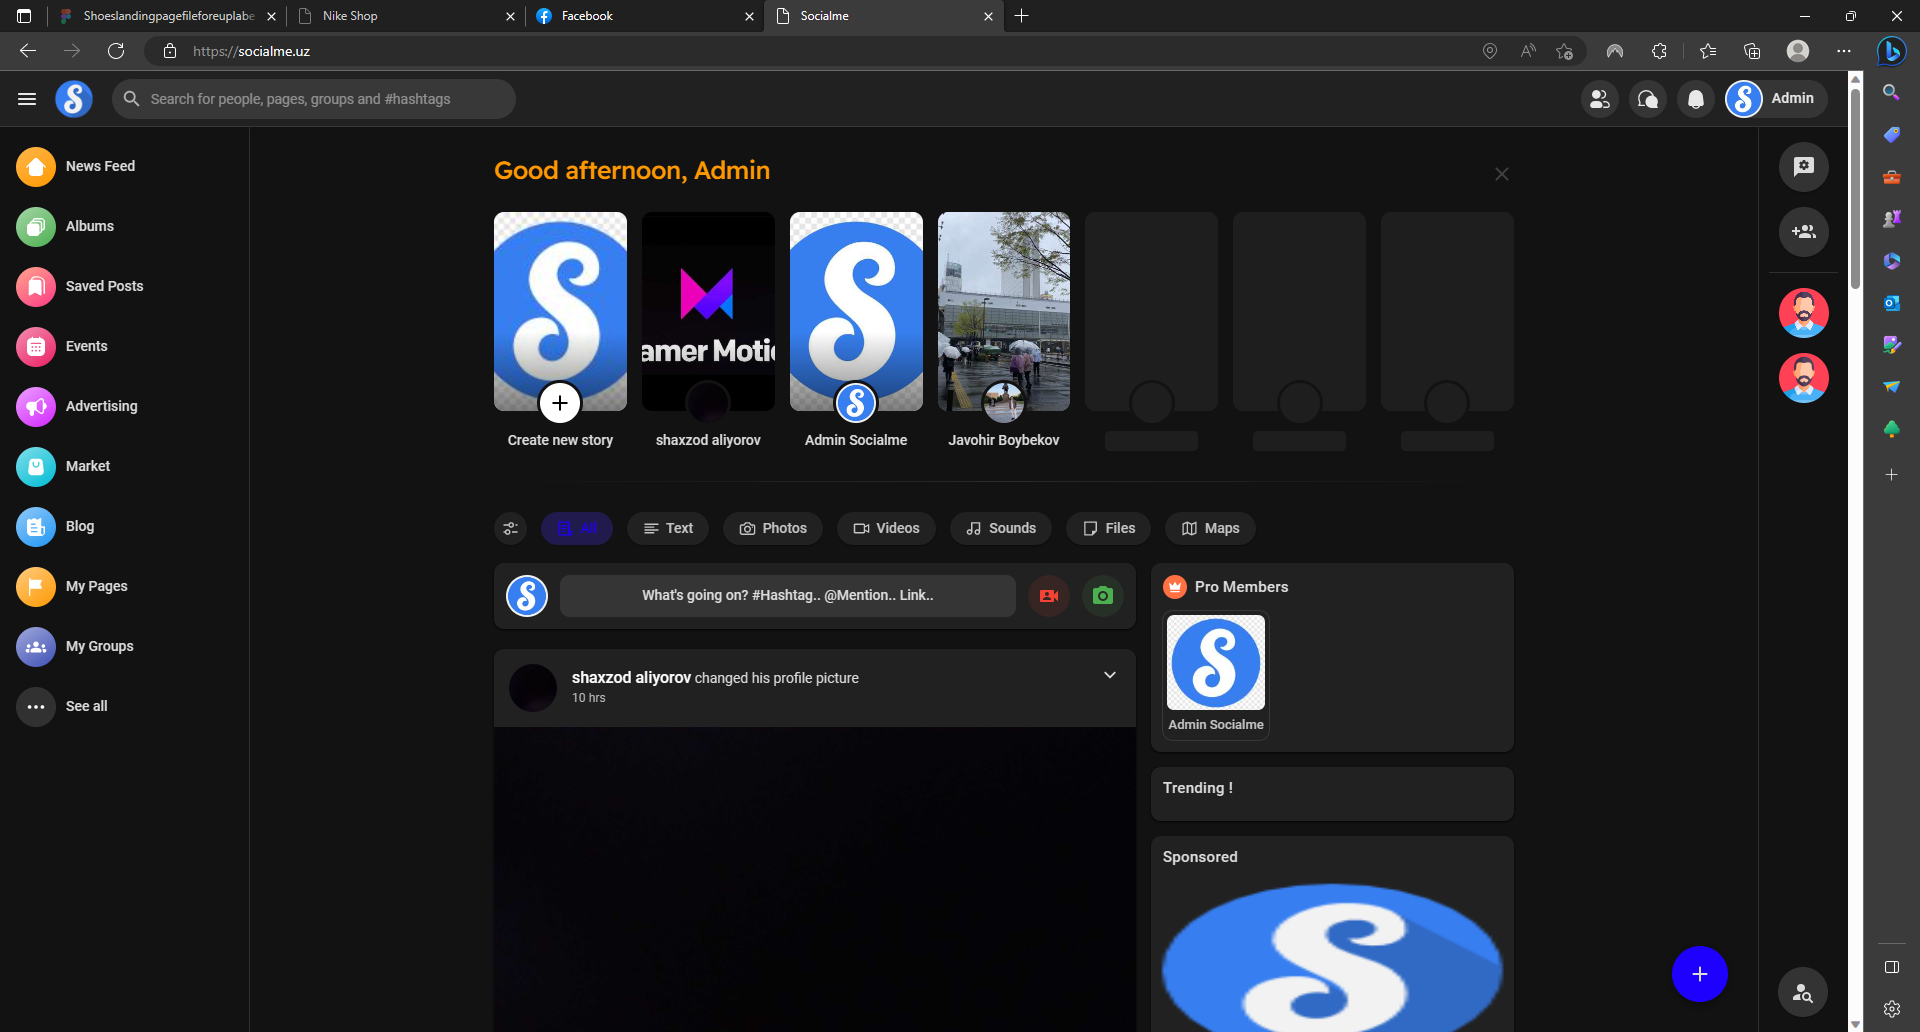 Shoeslandingpagefileforeuplabe
Nike Shop
Facebook
Socialme
https://socialme.uz
Search for people, pages, groups and #hashtags
Admin
News Feed
Albums
Saved Posts
Events
Advertising
Market
Blog
My Pages
My Groups
See all
Good afternoon, Admin
amer Motic
Create new story
shaxzod aliyorov
Admin Socialme
Javohir Boybekov
All
Text
Photos
Videos
Sounds
Files
Maps
What's going on? #Hashtag.. @Mention.. Link..
shaxzod aliyorov changed his profile picture
10 hrs
Pro Members
Admin Socialme
Trending !
Sponsored